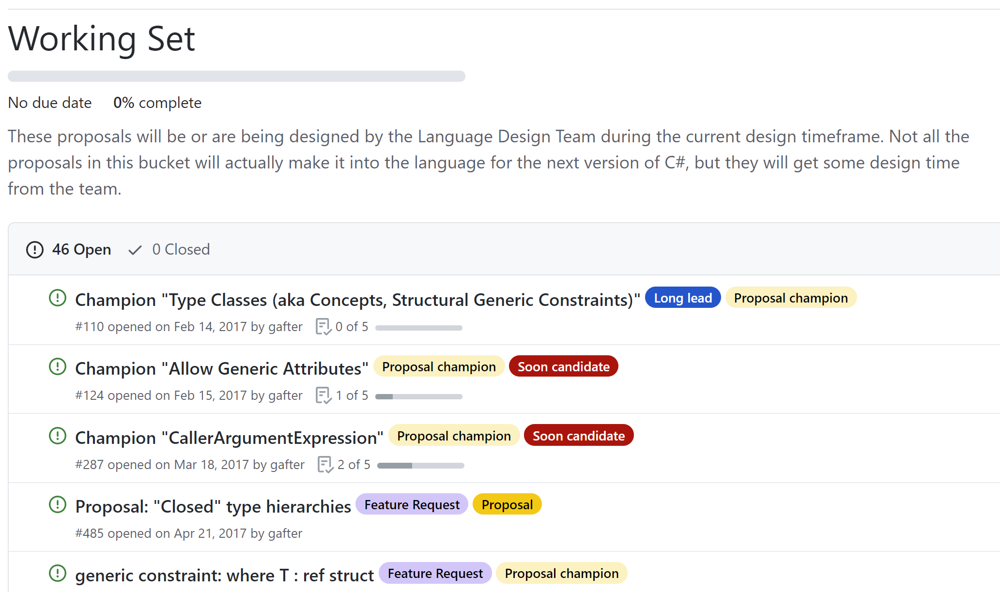 Working Set
No due date 0% complete
These proposals will be or are being designed by the Language Design Team during the current design timeframe. Not all the
proposals in this bucket will actually make it into the language for the next version of C#, but they will get some design time
from the team.
46 Open 0 Closed
Champion "Type Classes (aka Concepts, Structural Generic Constraints)" Long lead Proposal champion
#110 opened on Feb 14, 2017 by gafter 0 of 5
Champion "Allow Generic Attributes" Proposal champion Soon candidate
#124 opened on Feb 15, 2017 by gafter 1 of 5
Champion "CallerArgumentExpression" Proposal champion Soon candidate
#287 opened on Mar 18, 2017 by gafter 2 of 5
Proposal: "Closed" type hierarchies Feature Request Proposal
#485 opened on Apr 21, 2017 by gafter
generic constraint: where T : ref struct Feature Request Proposal champion